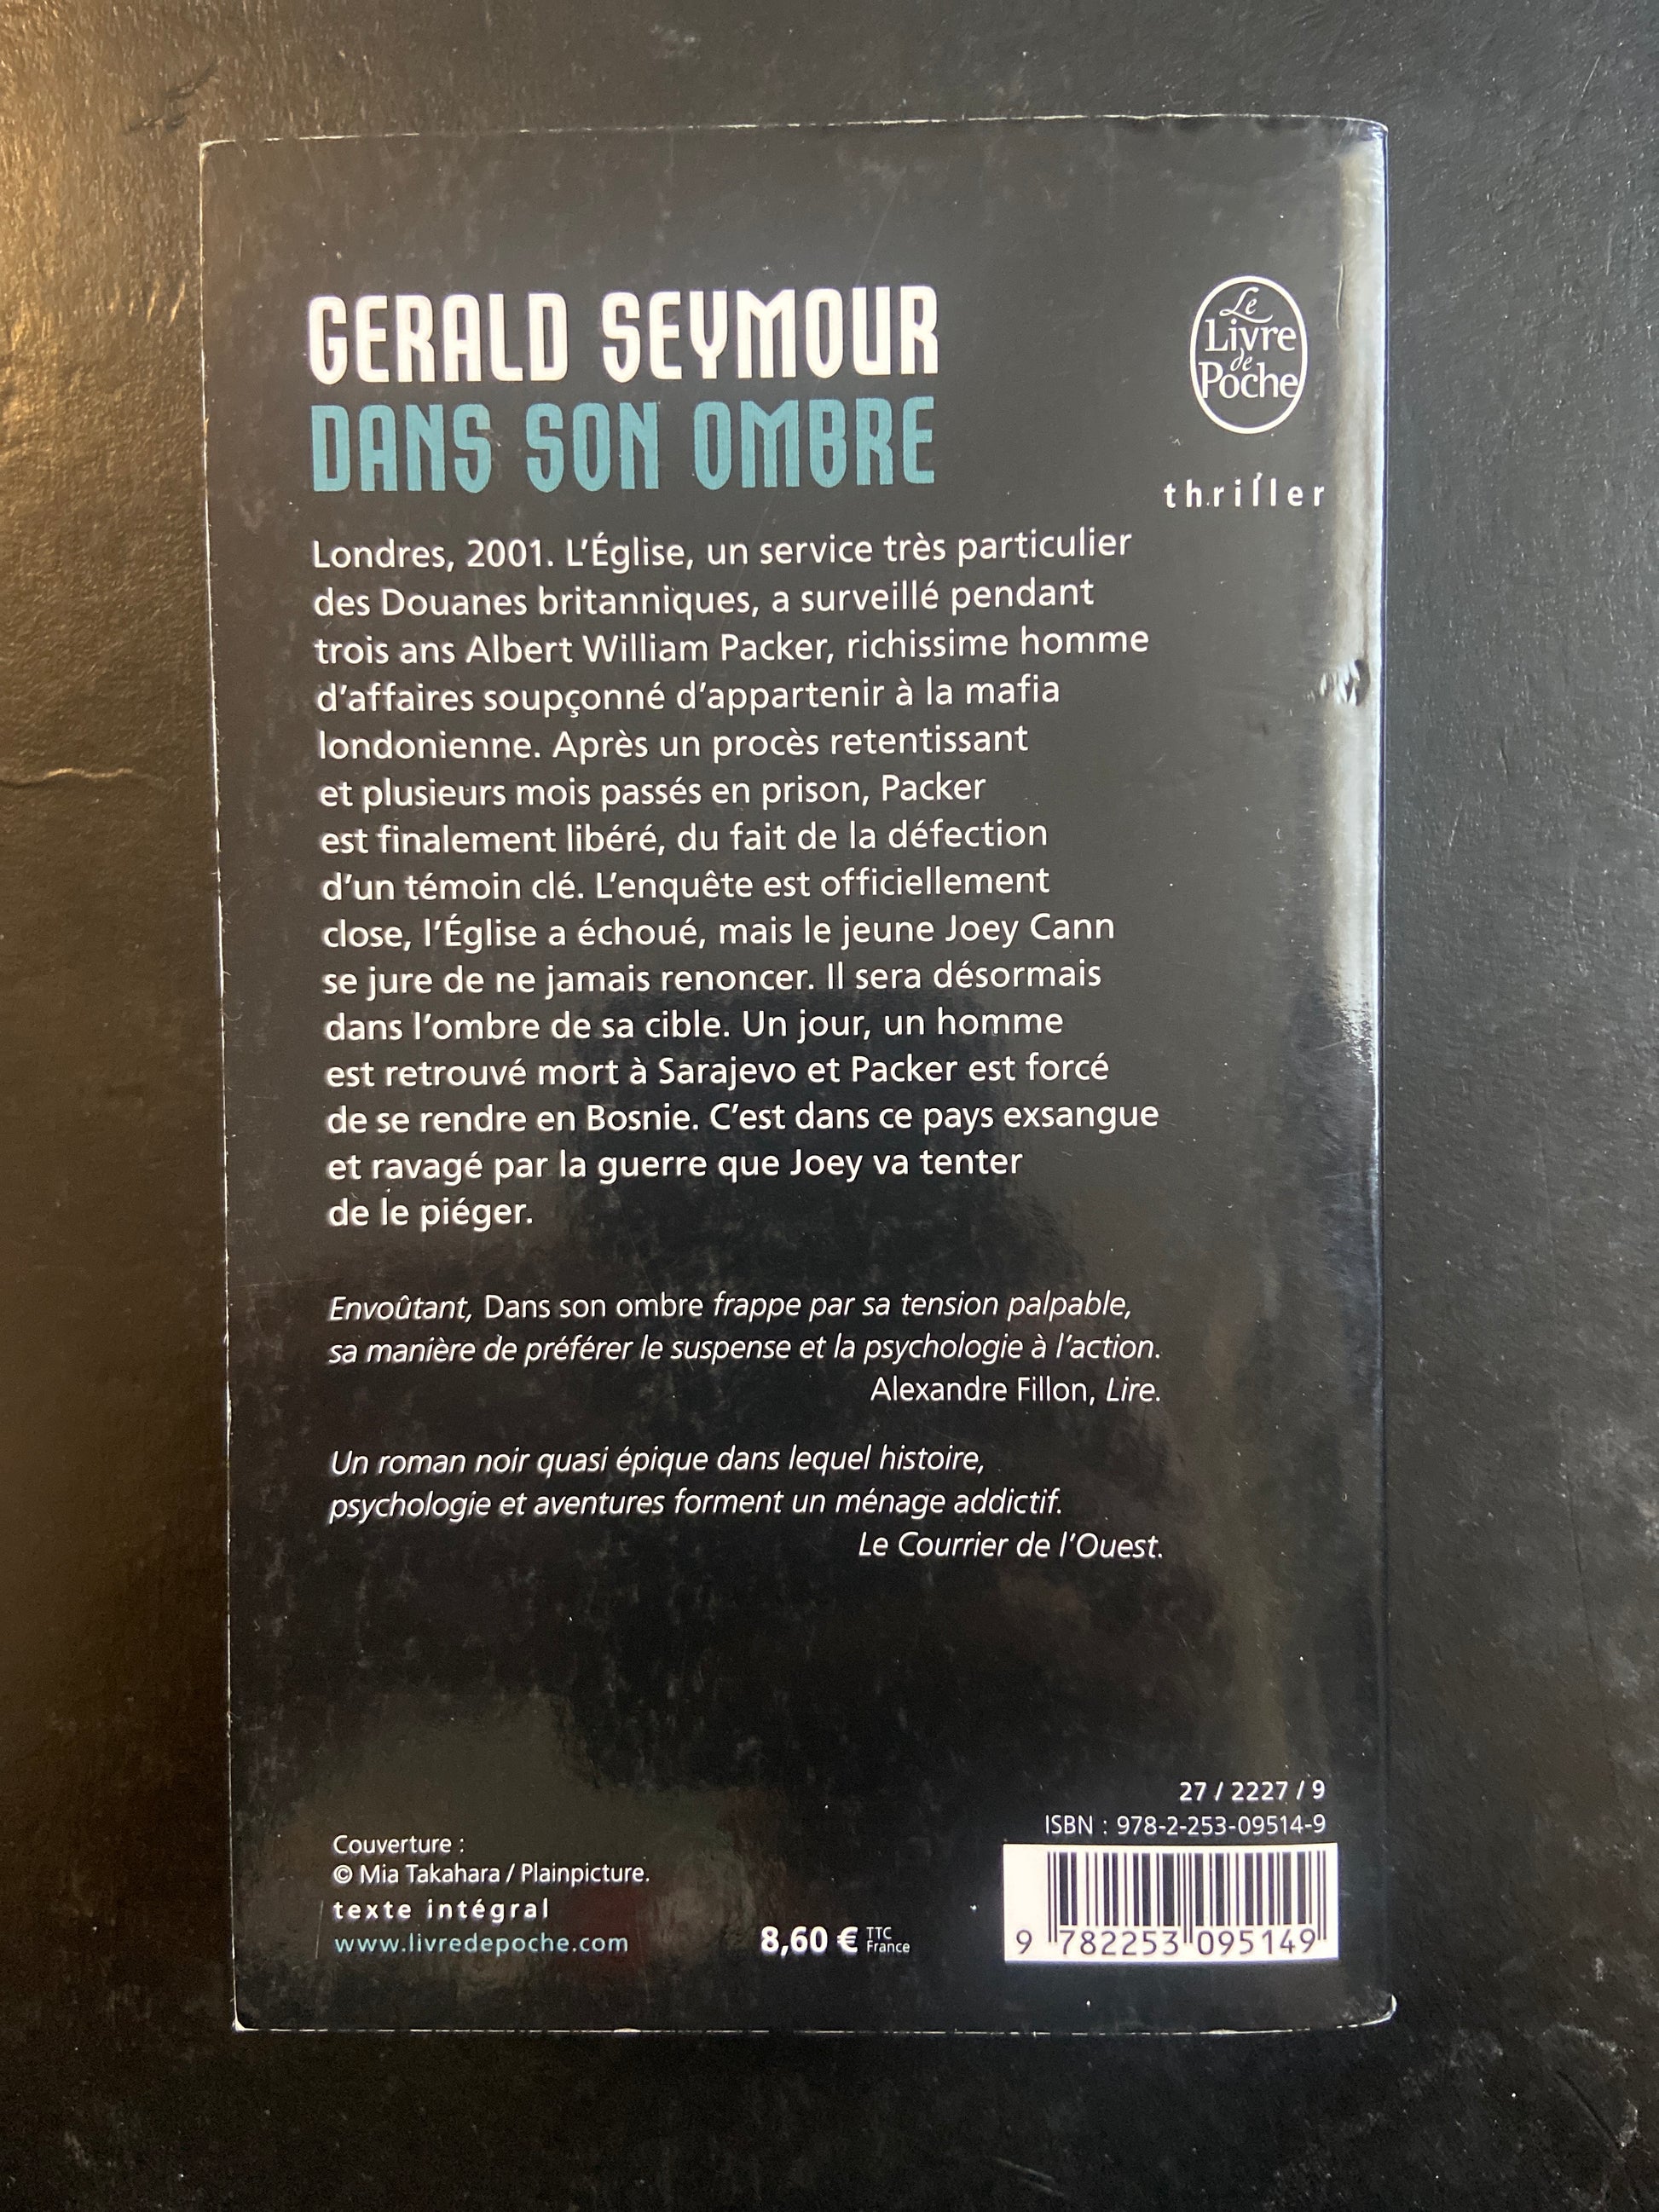 GERALD SEYMOUR
DANS SON OMBRE
Le
Livre
de
Poche
thriller
Londres, 2001. L’Église, un service très particulier
des Douanes britanniques, a surveillé pendant
trois ans Albert William Packer, richissime homme
d’affaires soupçonné d’appartenir à la mafia
londonienne. Après un procès retentissant
et plusieurs mois passés en prison, Packer
est finalement libéré, du fait de la défection
d’un témoin clé. L’enquête est officiellement
close, l’Église a échoué, mais le jeune Joey Cann
se jure de ne jamais renoncer. Il sera désormais
dans l’ombre de sa cible. Un jour, un homme
est retrouvé mort à Sarajevo et Packer est forcé
de se rendre en Bosnie. C’est dans ce pays exsangue
et ravagé par la guerre que Joey va tenter
de le piéger.
Envoûtant, Dans son ombre frappe par sa tension palpable,
sa manière de préférer le suspense et la psychologie à l’action.
Alexandre Fillon, Lire.
Un roman noir quasi épique dans lequel histoire,
psychologie et aventures forment un ménage addictif.
Le Courrier de l’Ouest.
Couverture :
© Mia Takahara / Plainpicture.
texte intégral
www.livredepoche.com
8,60 € TTC
France
27 / 2227 / 9
ISBN : 978-2-253-09514-9
9 782253 095149